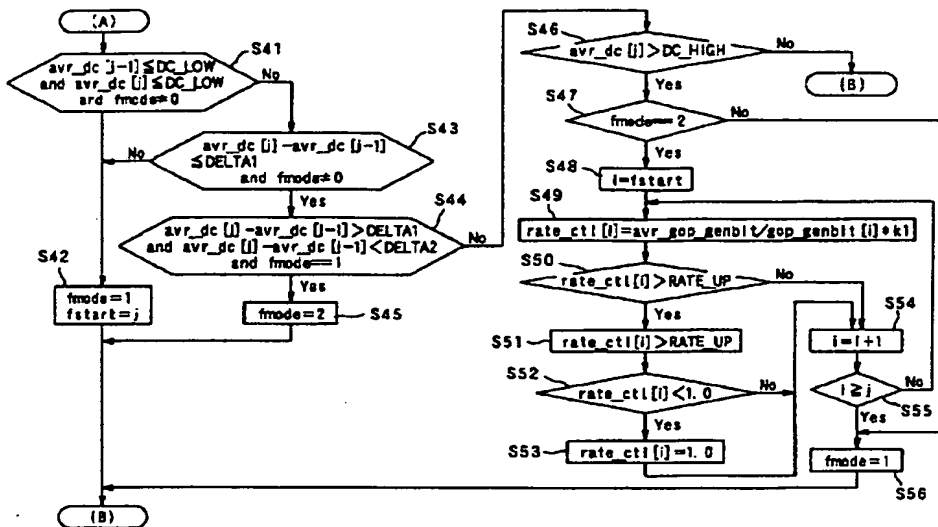 (A)
S41
avr_dc [j-1] ≦DC_LOW
and avr_dc [j] ≦DC_LOW
and fmode≠0
No
S43
avr_dc [j] -avr_dc [j-1]
≦DELTA1
and fmode≠0
No
Yes
S44
avr_dc [j] -avr_dc [j-1] >DELTA1
and avr_dc [j] -avr_dc [j-1] <DELTA2
and fmode==1
No
Yes
S42
fmode=1
fstart=j
fmode=2
S45
(B)
S46
avr_dc [j] >DC_HIGH
No
(B)
Yes
S47
fmode== 2
No
Yes
S48
i=fstart
S49
rate_ctl[i]=avr_gop_genbit/gop_genbit [i]*k1
S50
rate_ctl[i]>RATE_UP
No
Yes
S51
rate_ctl[i]>RATE_UP
S52
rate_ctl[i]<1. 0
No
Yes
S53
rate_ctl[i]=1. 0
S54
i=i+1
i≧j
No
S55
Yes
fmode=1
S56